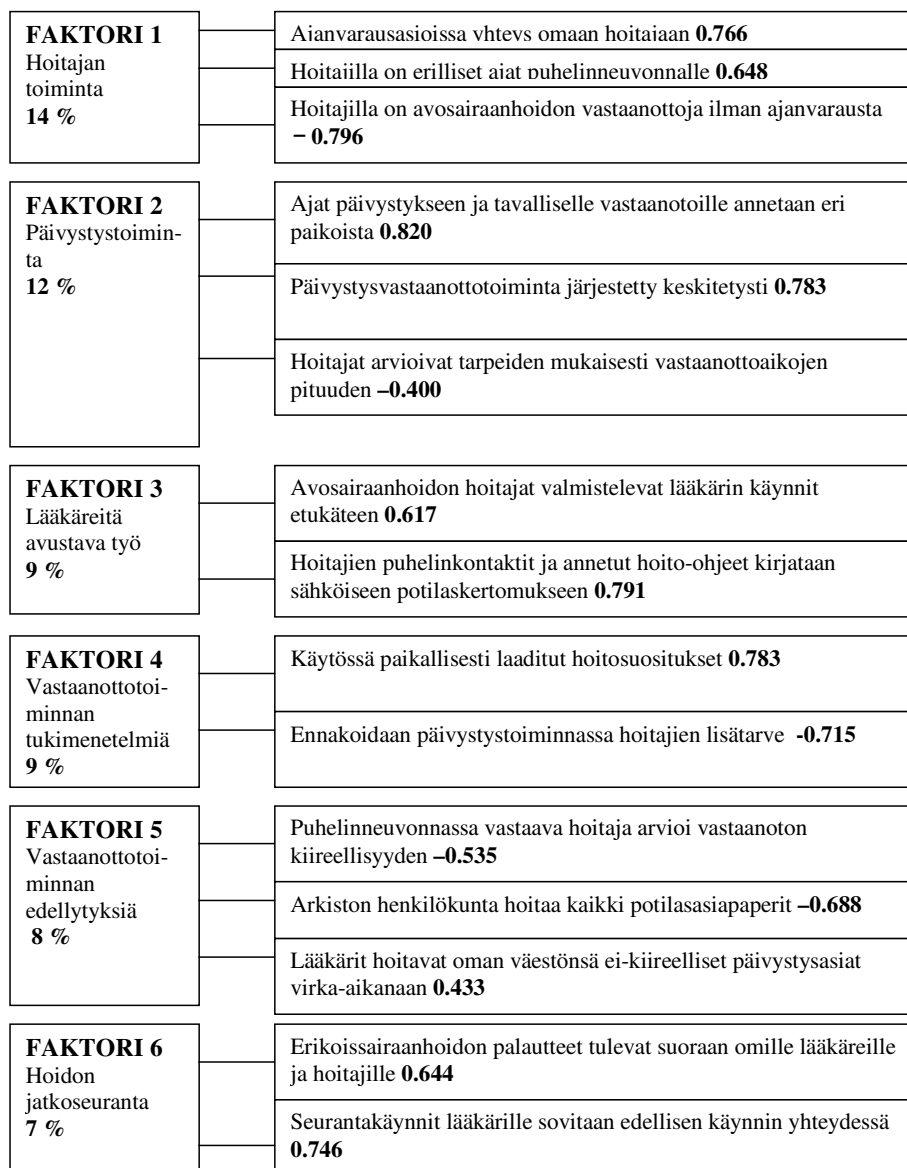 FAKTORI 1
Hoitajan
toiminta
14 %
Ajanvarausasioissa yhteys omaan hoitajaan 0.766
Hoitajilla on erilliset ajat puhelinneuvonnalle 0.648
Hoitajilla on avosairaanhoidon vastaanottoja ilman ajanvarausta
– 0.796
FAKTORI 2
Päivystystoimin-
ta
12 %
Ajat päivystykseen ja tavalliselle vastaanotoille annetaan eri
paikoista 0.820
Päivystysvastaanottotoiminta järjestetty keskitetysti 0.783
Hoitajat arvioivat tarpeiden mukaisesti vastaanottoaikojen
pituuden –0.400
FAKTORI 3
Lääkäreitä
avustava työ
9 %
Avosairaanhoidon hoitajat valmistelevat lääkärin käynnit
etukäteen 0.617
Hoitajien puhelinkontaktit ja annetut hoito-ohjeet kirjataan
sähköiseen potilaskertomukseen 0.791
FAKTORI 4
Vastaanottotoi-
minnan
tukimenetelmiä
9 %
Käytössä paikallisesti laaditut hoitosuositukset 0.783
Ennakoidaan päivystystoiminnassa hoitajien lisätarve -0.715
FAKTORI 5
Vastaanottotoi-
minnan
edellytyksiä
8 %
Puhelinneuvonnassa vastaava hoitaja arvioi vastaanoton
kiireellisyyden –0.535
Arkiston henkilökunta hoitaa kaikki potilasasiapaperit –0.688
Lääkärit hoitavat oman väestönsä ei-kiireelliset päivystysasiat
virka-aikanaan 0.433
FAKTORI 6
Hoidon
jatkoseuranta
7 %
Erikoissairaanhoidon palautteet tulevat suoraan omille lääkäreille
ja hoitajille 0.644
Seurantakäynnit lääkärille sovitaan edellisen käynnin yhteydessä
0.746